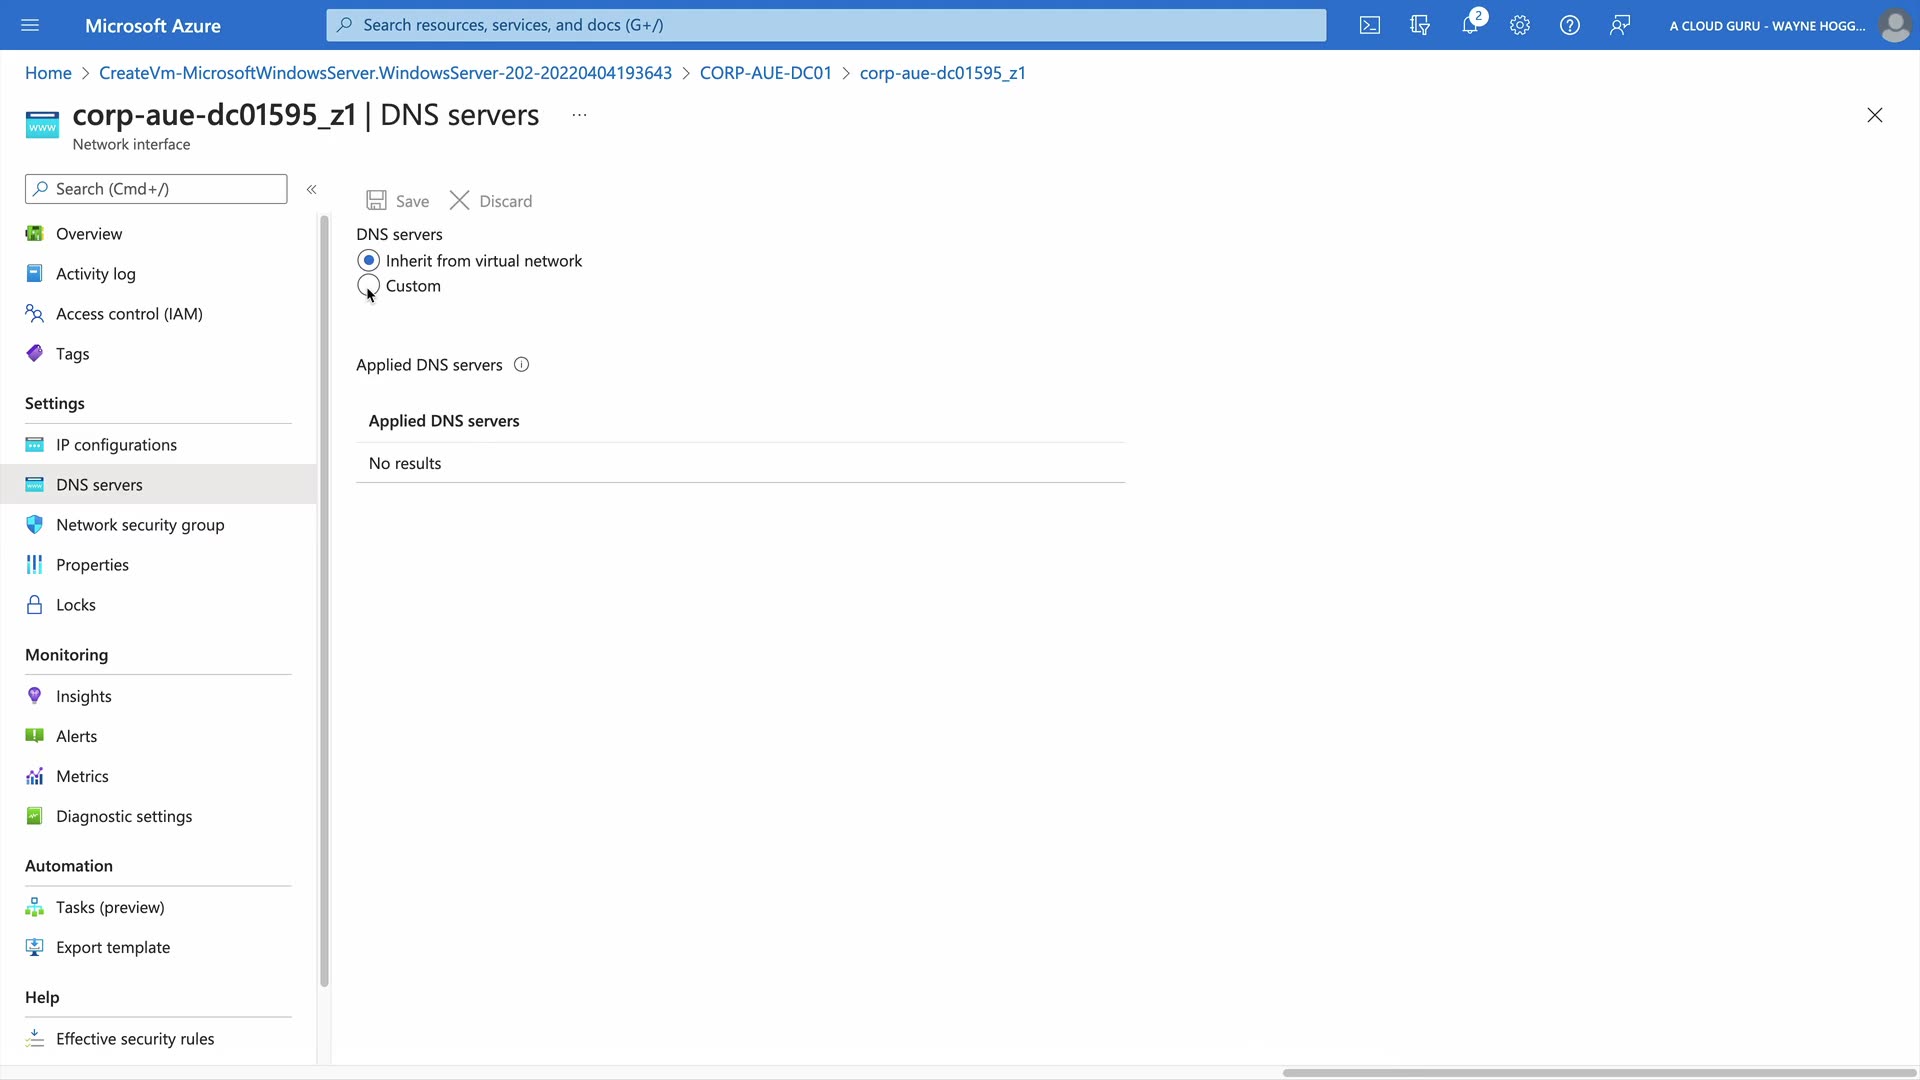 Microsoft Azure
Search resources, services, and docs (G+/)
2
A CLOUD GURU - WAYNE HOGG...
Home > CreateVm-MicrosoftWindowsServer.WindowsServer-202-20220404193643 > CORP-AUE-DC01 > corp-aue-dc01595_z1
www
corp-aue-dc01595_z1 | DNS servers ...
Network interface
Search (Cmd+/)
«
Save
Discard
Overview
Activity log
Access control (IAM)
Tags
Settings
IP configurations
DNS servers
Network security group
Properties
Locks
Monitoring
Insights
Alerts
Metrics
Diagnostic settings
Automation
Tasks (preview)
Export template
Help
Effective security rules
DNS servers
Inherit from virtual network
Custom
Applied DNS servers
Applied DNS servers
No results